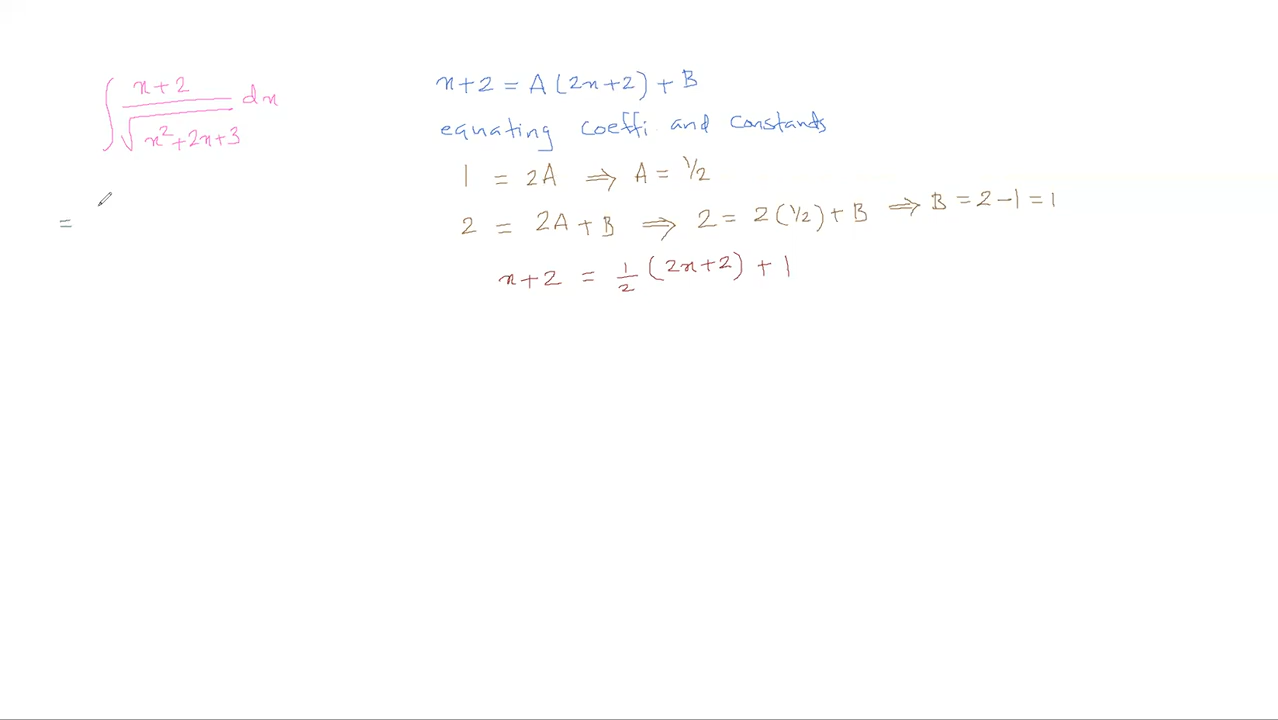 ∫ (x+2)/√(x²+2x+3) dx
x+2 = A(2x+2) + B
equating coeffi. and constands
1 = 2A ⇒ A = 1/2
2 = 2A + B ⇒ 2 = 2(1/2) + B ⇒ B = 2-1 = 1
x+2 = 1/2 (2x+2) + 1
=